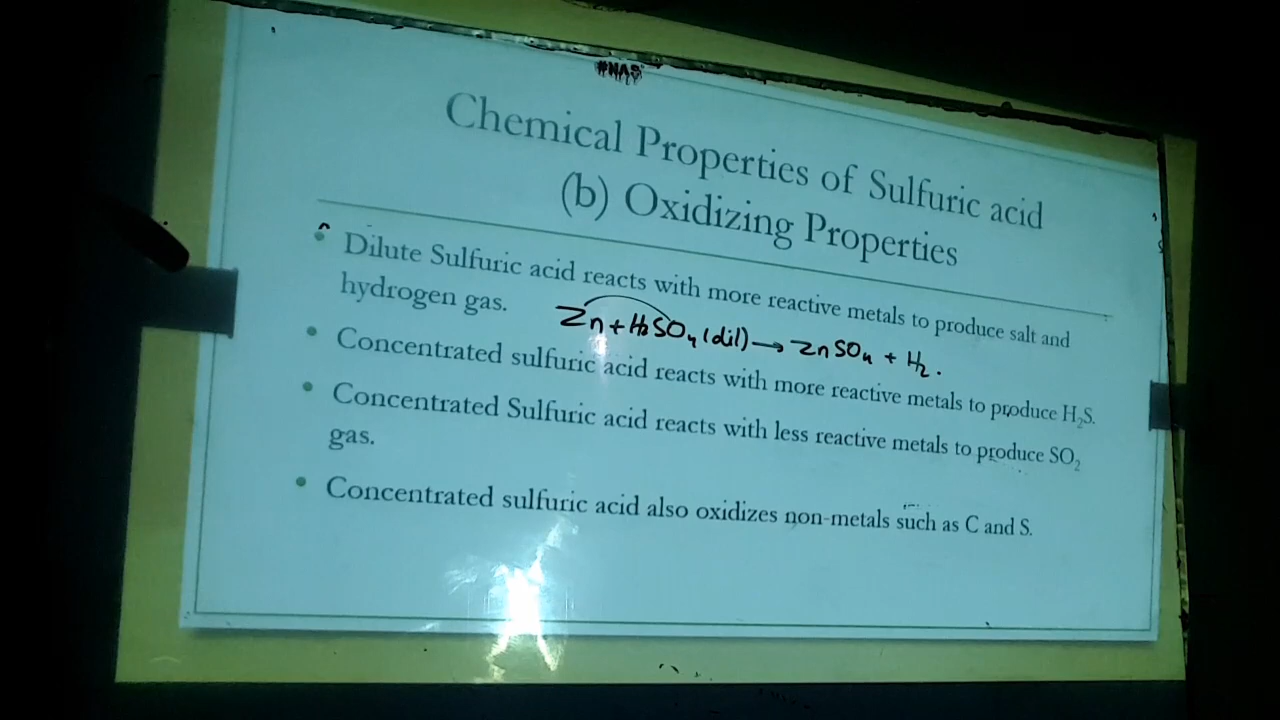 #NAS
Chemical Properties of Sulfuric acid
(b) Oxidizing Properties
• Dilute Sulfuric acid reacts with more reactive metals to produce salt and
hydrogen gas.
Zn + H₂SO₄ (dil) → ZnSO₄ + H₂.
• Concentrated sulfuric acid reacts with more reactive metals to produce H₂S.
• Concentrated Sulfuric acid reacts with less reactive metals to produce SO₂
gas.
• Concentrated sulfuric acid also oxidizes non-metals such as C and S.